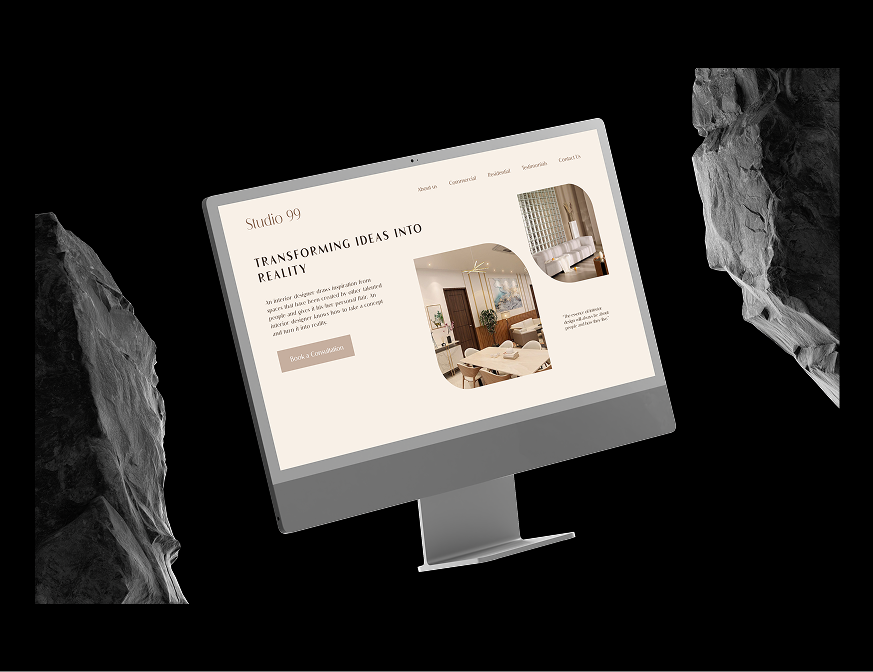 About us Commercial Residential Testimonials Contact Us
Studio 99
TRANSFORMING IDEAS INTO
REALITY
An interior designer draws inspiration from
spaces that have been created by other talented
people and gives it his/her personal flair. An
interior designer knows how to take a concept
and turn it into reality.
Book a Consultation
"The essence of interior
design will always be about
people and how they live."